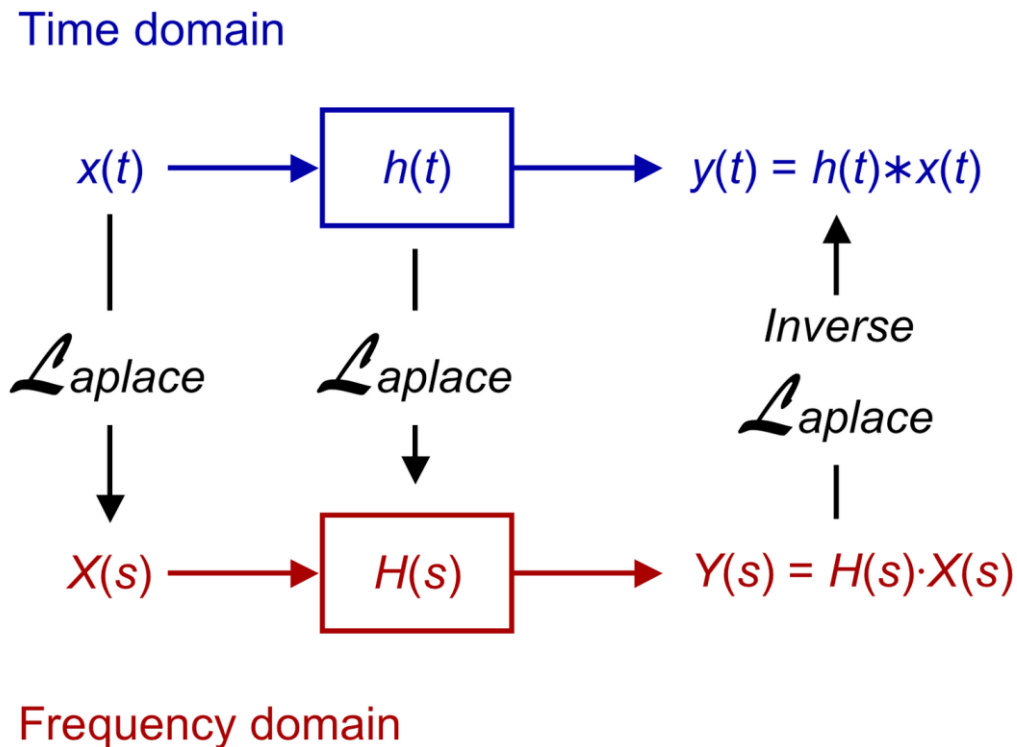 Time domain
x(t) h(t) y(t) = h(t)∗x(t)
Inverse
ℒaplace ℒaplace ℒaplace
X(s) H(s) Y(s) = H(s)·X(s)
Frequency domain